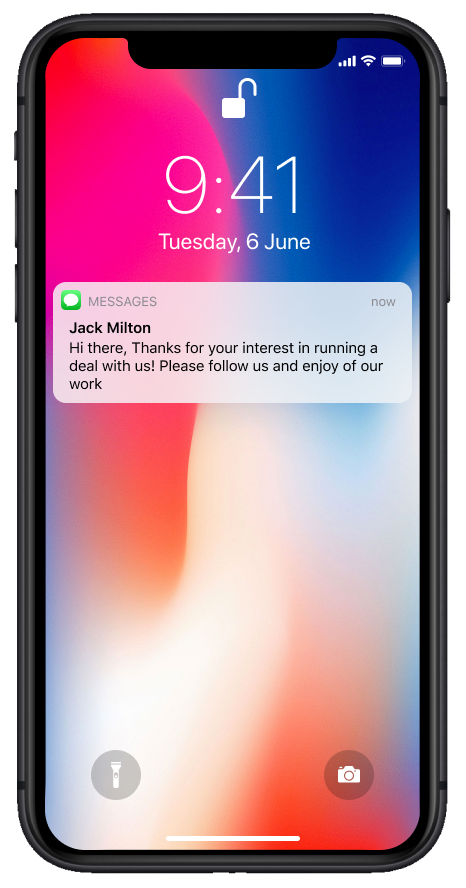 9:41
Tuesday, 6 June
MESSAGES now
Jack Milton
Hi there, Thanks for your interest in running a
deal with us! Please follow us and enjoy of our
work